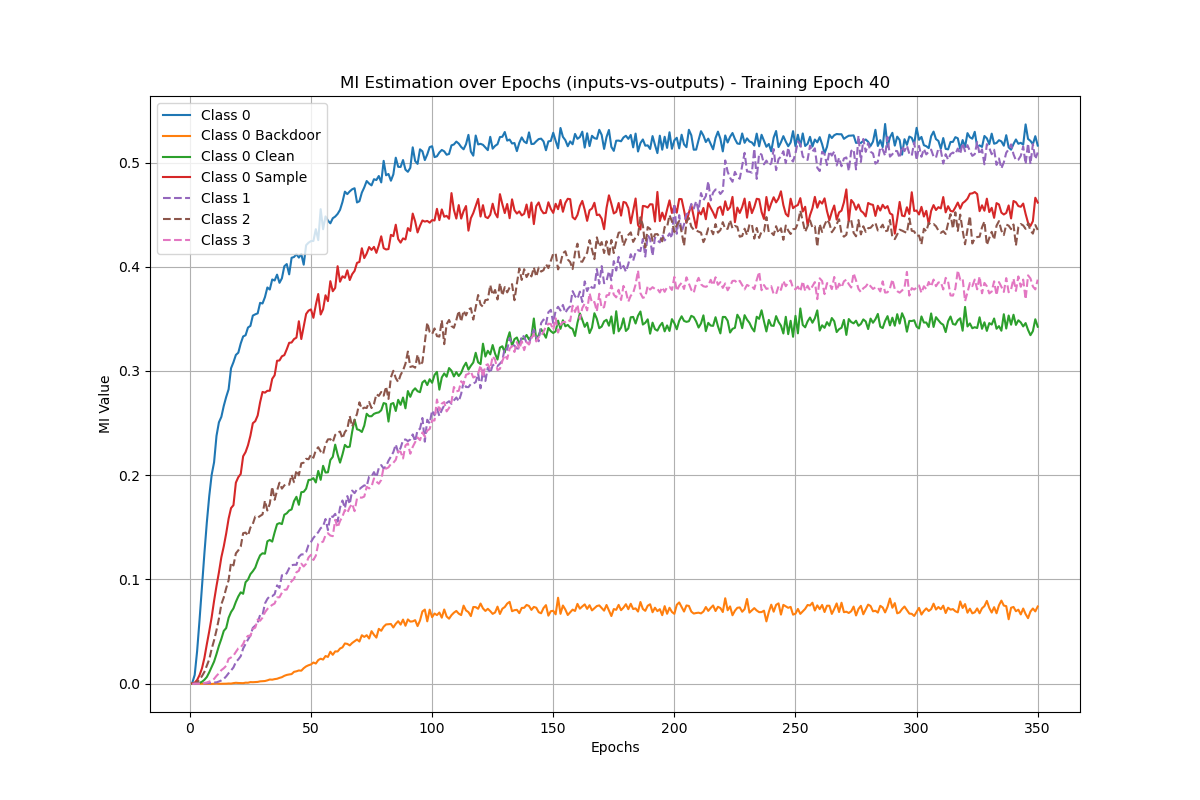 MI Estimation over Epochs (inputs-vs-outputs) - Training Epoch 40
Class 0
Class 0 Backdoor
Class 0 Clean
Class 0 Sample
Class 1
Class 2
Class 3
MI Value
0.5
0.4
0.3
0.2
0.1
0.0
0 50 100 150 200 250 300 350
Epochs